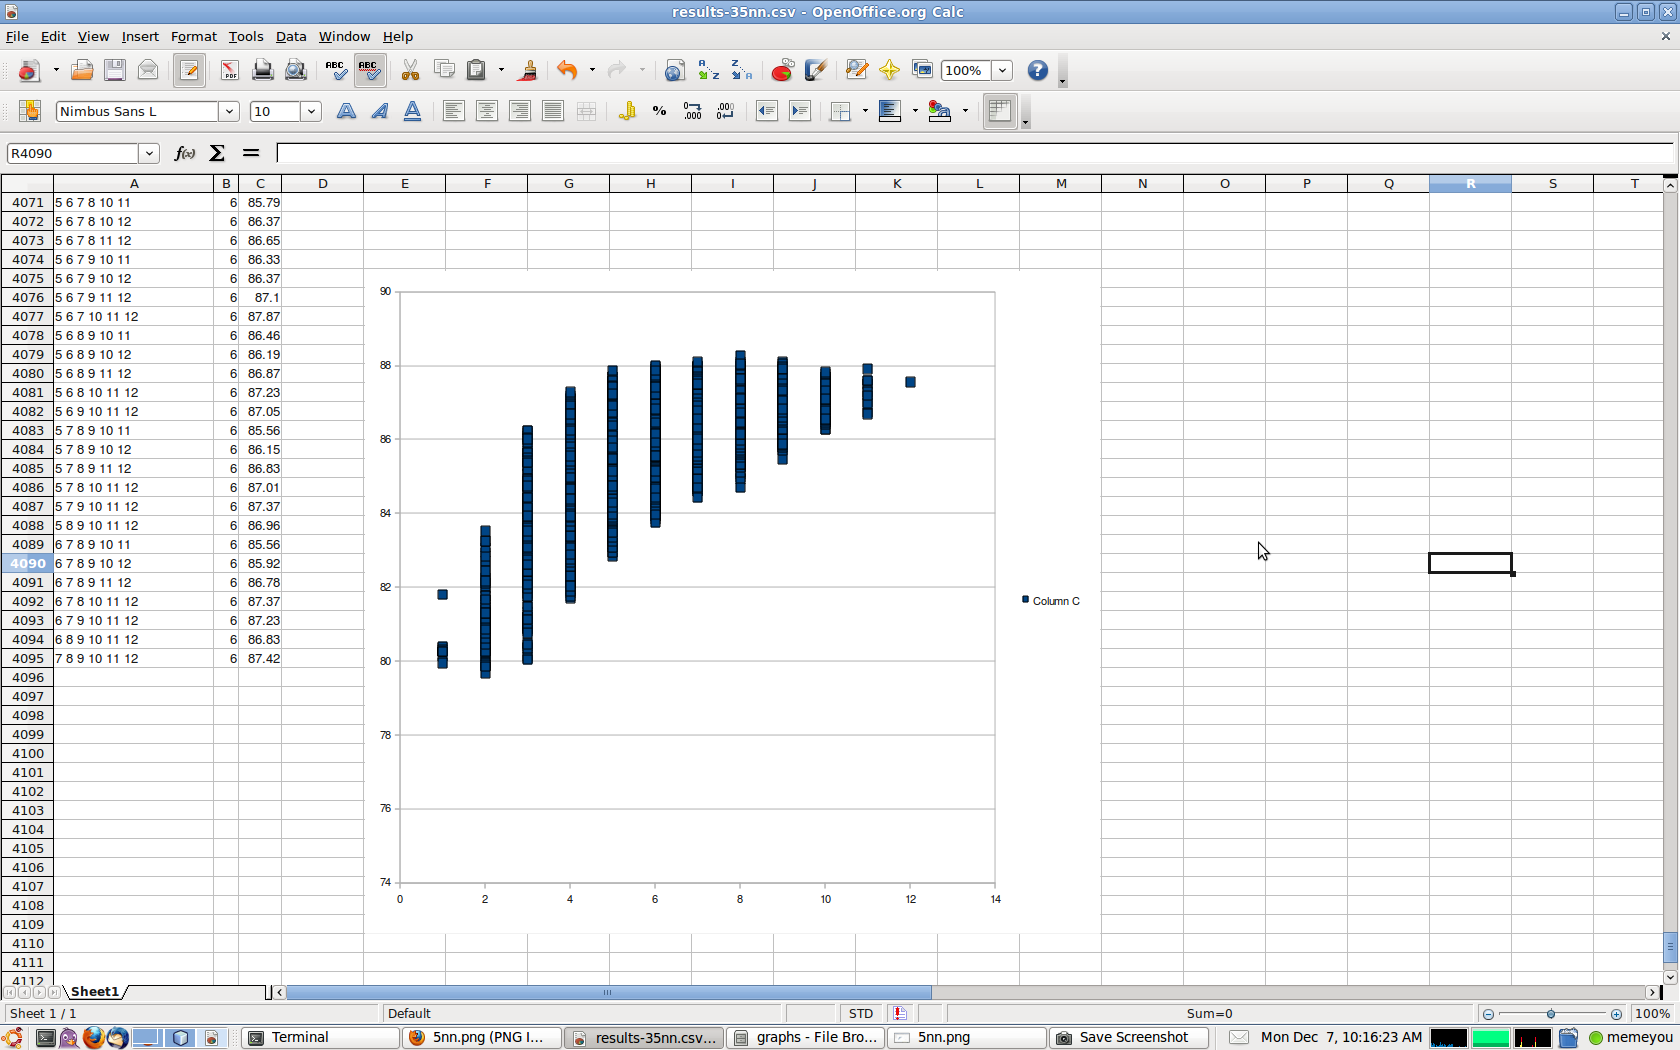 results-35nn.csv - OpenOffice.org Calc
File Edit View Insert Format Tools Data Window Help
100%
Nimbus Sans L 10
R4090
A B C D E F G H I J K L M N O P Q R S T
4071 5 6 7 8 10 11 6 85.79
4072 5 6 7 8 10 12 6 86.37
4073 5 6 7 8 11 12 6 86.65
4074 5 6 7 9 10 11 6 86.33
4075 5 6 7 9 10 12 6 86.37
4076 5 6 7 9 11 12 6 87.1
4077 5 6 7 10 11 12 6 87.87
4078 5 6 8 9 10 11 6 86.46
4079 5 6 8 9 10 12 6 86.19
4080 5 6 8 9 11 12 6 86.87
4081 5 6 8 10 11 12 6 87.23
4082 5 6 9 10 11 12 6 87.05
4083 5 7 8 9 10 11 6 85.56
4084 5 7 8 9 10 12 6 86.15
4085 5 7 8 9 11 12 6 86.83
4086 5 7 8 10 11 12 6 87.01
4087 5 7 9 10 11 12 6 87.37
4088 5 8 9 10 11 12 6 86.96
4089 6 7 8 9 10 11 6 85.56
4090 6 7 8 9 10 12 6 85.92
4091 6 7 8 9 11 12 6 86.78
4092 6 7 8 10 11 12 6 87.37
4093 6 7 9 10 11 12 6 87.23
4094 6 8 9 10 11 12 6 86.83
4095 7 8 9 10 11 12 6 87.42
4096
4097
4098
4099
4100
4101
4102
4103
4104
4105
4106
4107
4108
4109
4110
4111
4112
90
88
86
84
82
80
78
76
74
0 2 4 6 8 10 12 14
Column C
Sheet1
Sheet 1 / 1 Default STD Sum=0 100%
Terminal 5nn.png (PNG I... results-35nn.csv... graphs - File Bro... 5nn.png Save Screenshot Mon Dec 7, 10:16:23 AM memeyou